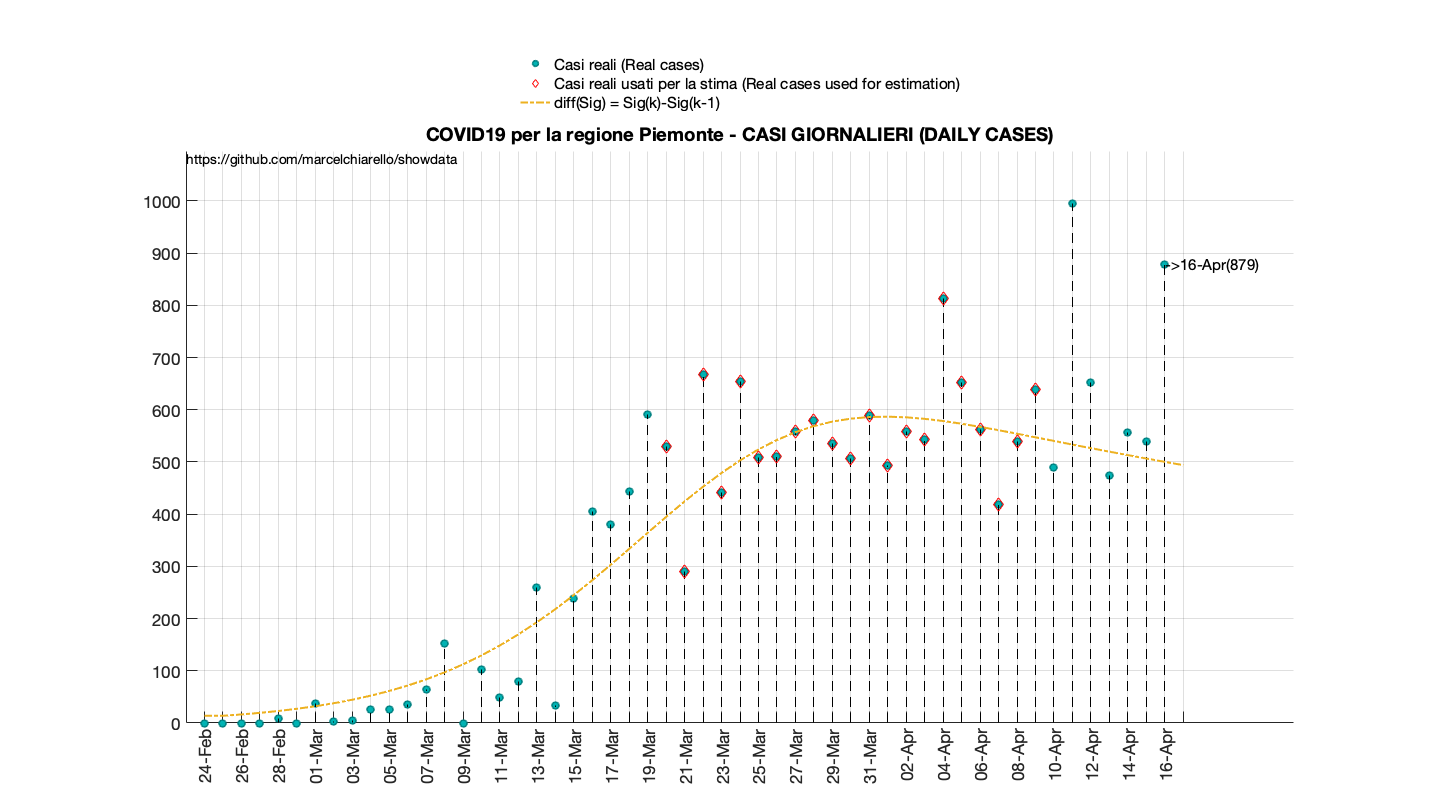 Casi reali (Real cases)
Casi reali usati per la stima (Real cases used for estimation)
diff(Sig) = Sig(k)-Sig(k-1)
COVID19 per la regione Piemonte - CASI GIORNALIERI (DAILY CASES)
https://github.com/marcelchiarello/showdata
1000
900
->16-Apr(879)
800
700
600
500
400
300
200
100
0
24-Feb
26-Feb
28-Feb
01-Mar
03-Mar
05-Mar
07-Mar
09-Mar
11-Mar
13-Mar
15-Mar
17-Mar
19-Mar
21-Mar
23-Mar
25-Mar
27-Mar
29-Mar
31-Mar
02-Apr
04-Apr
06-Apr
08-Apr
10-Apr
12-Apr
14-Apr
16-Apr